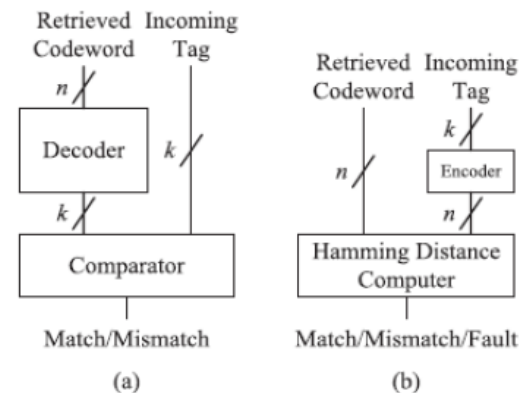 Retrieved Incoming
Codeword Tag
n
Decoder
k
k
Comparator
Match/Mismatch
(a)
Retrieved Incoming
Codeword Tag
k
n
Encoder
n
Hamming Distance
Computer
Match/Mismatch/Fault
(b)